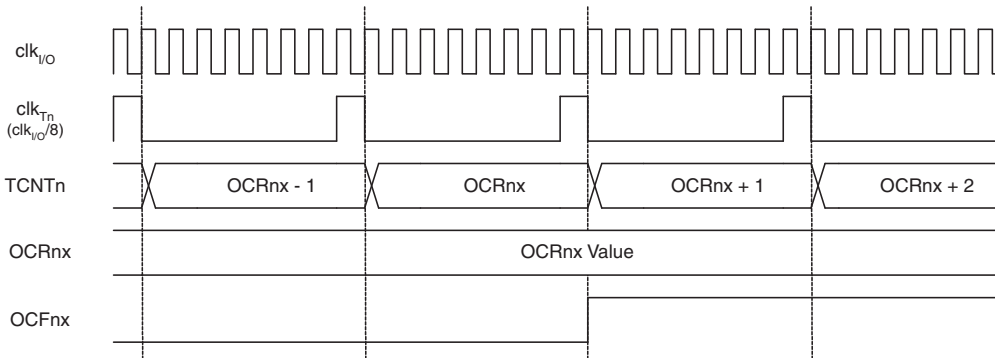 clkI/O
clkTn
(clkI/O/8)
TCNTn
OCRnx - 1
OCRnx
OCRnx + 1
OCRnx + 2
OCRnx
OCRnx Value
OCFnx